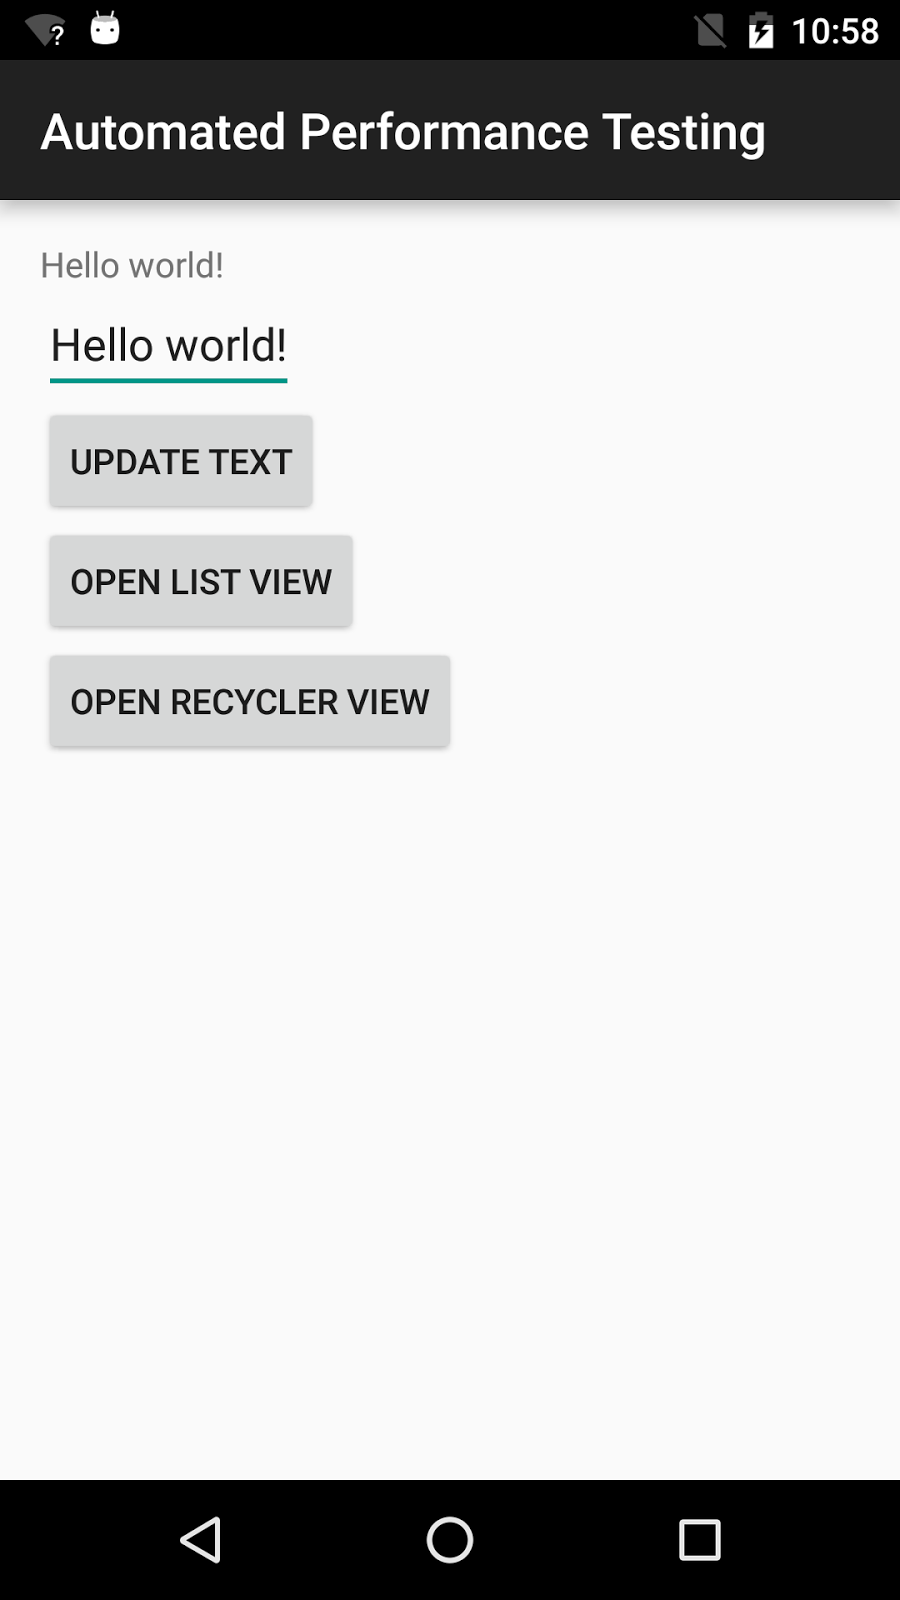 10:58
Automated Performance Testing
Hello world!
Hello world!
UPDATE TEXT
OPEN LIST VIEW
OPEN RECYCLER VIEW